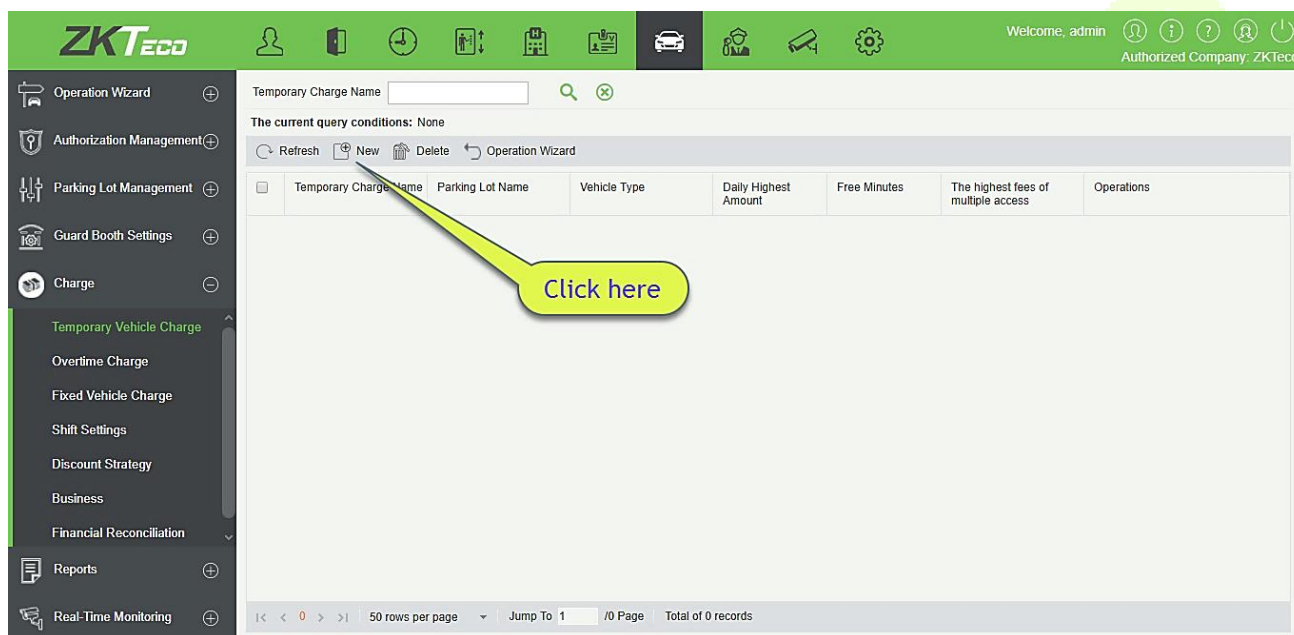 ZKTECO
Welcome, admin
Authorized Company: ZKTeco
Operation Wizard
Authorization Management
Parking Lot Management
Guard Booth Settings
Charge
Temporary Vehicle Charge
Overtime Charge
Fixed Vehicle Charge
Shift Settings
Discount Strategy
Business
Financial Reconciliation
Reports
Real-Time Monitoring
Temporary Charge Name
The current query conditions: None
Refresh New Delete Operation Wizard
Temporary Charge Name Parking Lot Name Vehicle Type Daily Highest Amount Free Minutes The highest fees of multiple access Operations
Click here
0 50 rows per page Jump To 1 /0 Page Total of 0 records